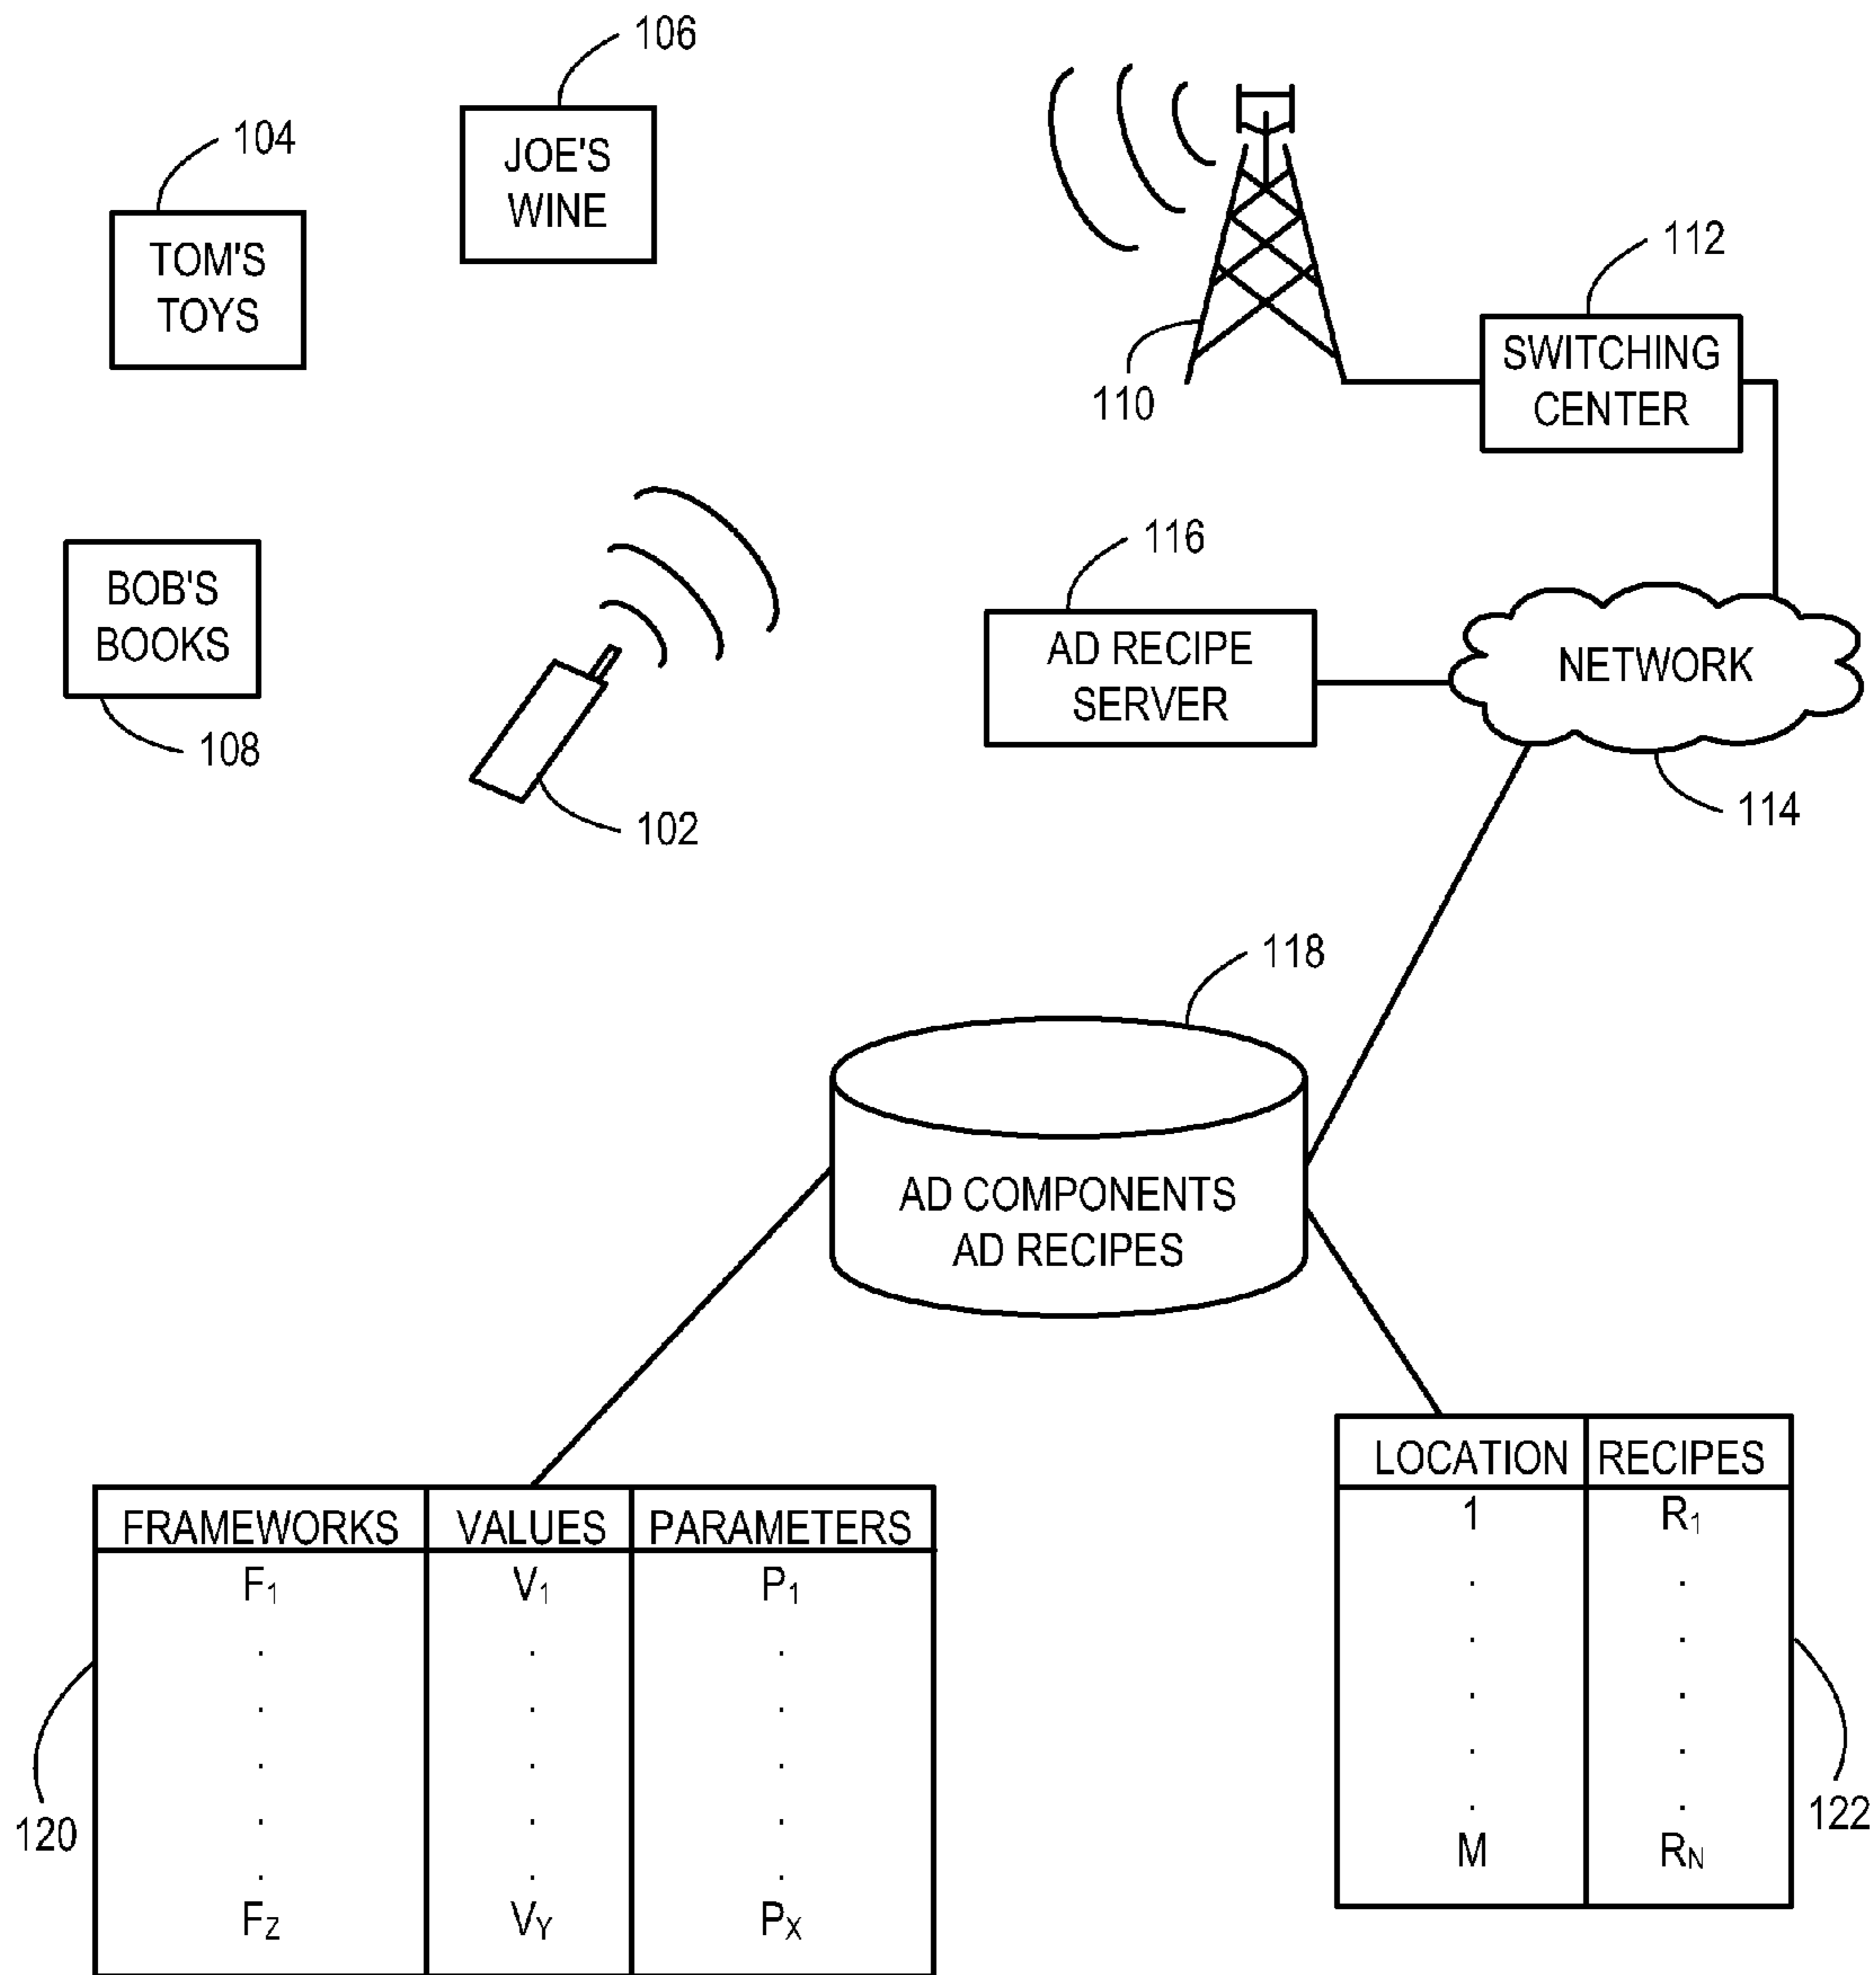 106
104
JOE'S
WINE
TOM'S
TOYS
112
SWITCHING
CENTER
110
116
BOB'S
BOOKS
AD RECIPE
SERVER
NETWORK
108
102
114
118
AD COMPONENTS
AD RECIPES
LOCATION RECIPES
1 R1
. .
. .
. .
. .
. .
M RN
122
FRAMEWORKS VALUES PARAMETERS
F1 V1 P1
. . .
. . .
. . .
. . .
. . .
FZ VY PX
120